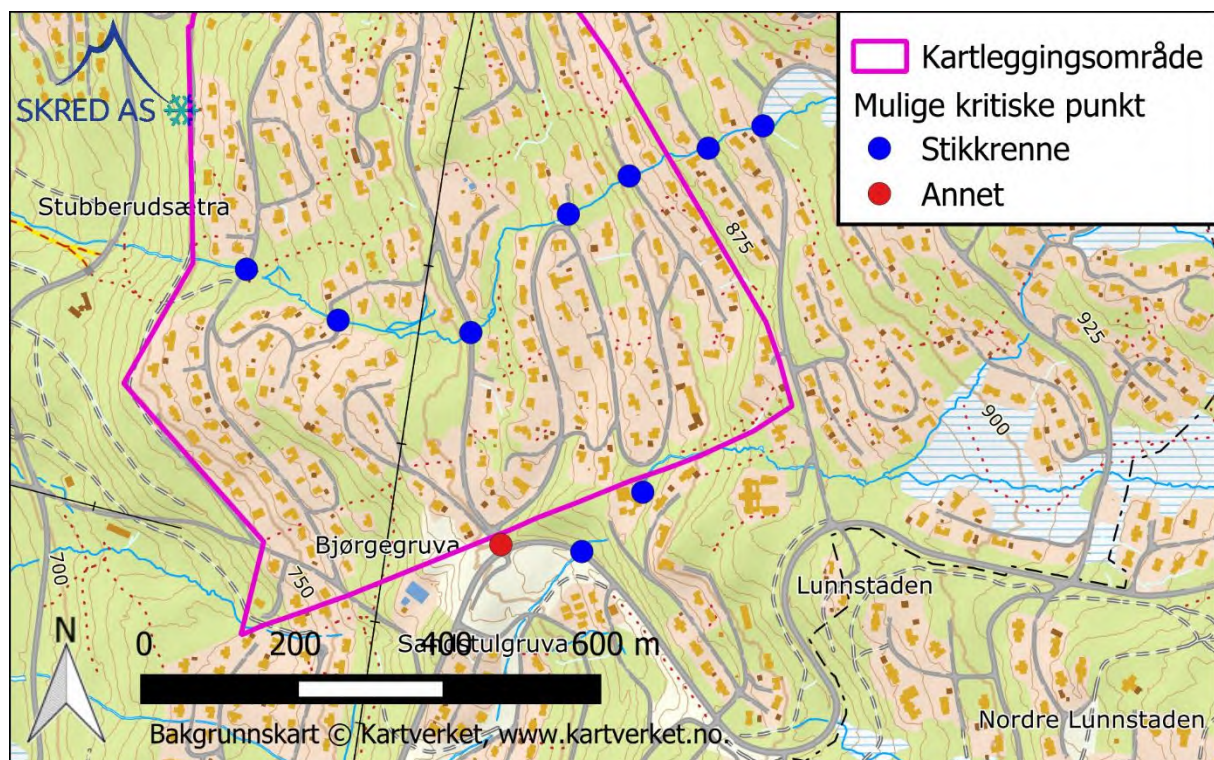 SKRED AS
Kartleggingsområde
Mulige kritiske punkt
Stikkrenne
Annet
Stubberudsætra
875
925
900
Bjørgegruva
700
750
Lunnstaden
Sandstulgruva
N
0 200 400 600 m
Nordre Lunnstaden
Bakgrunnskart © Kartverket, www.kartverket.no.